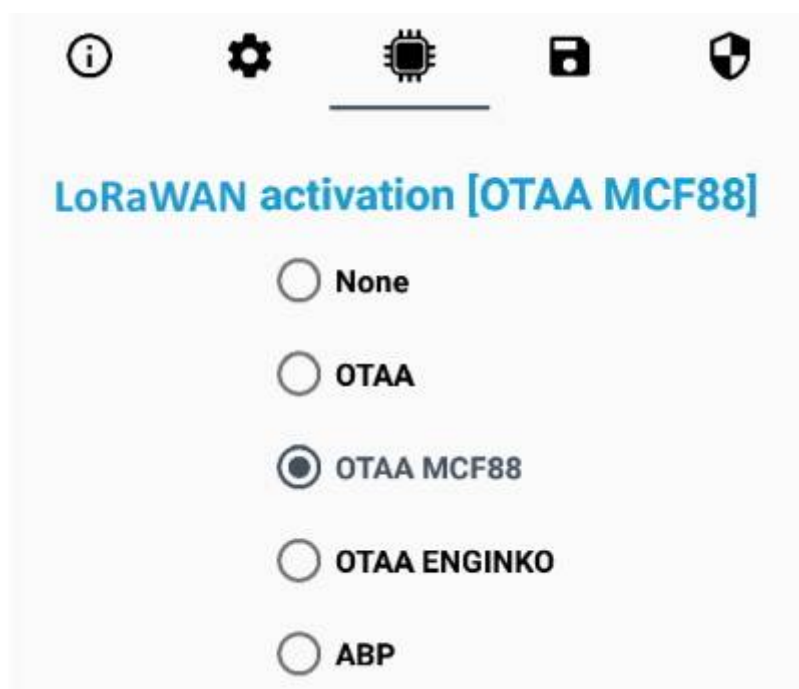 LoRaWAN activation [OTAA MCF88]
None
OTAA
OTAA MCF88
OTAA ENGINKO
ABP